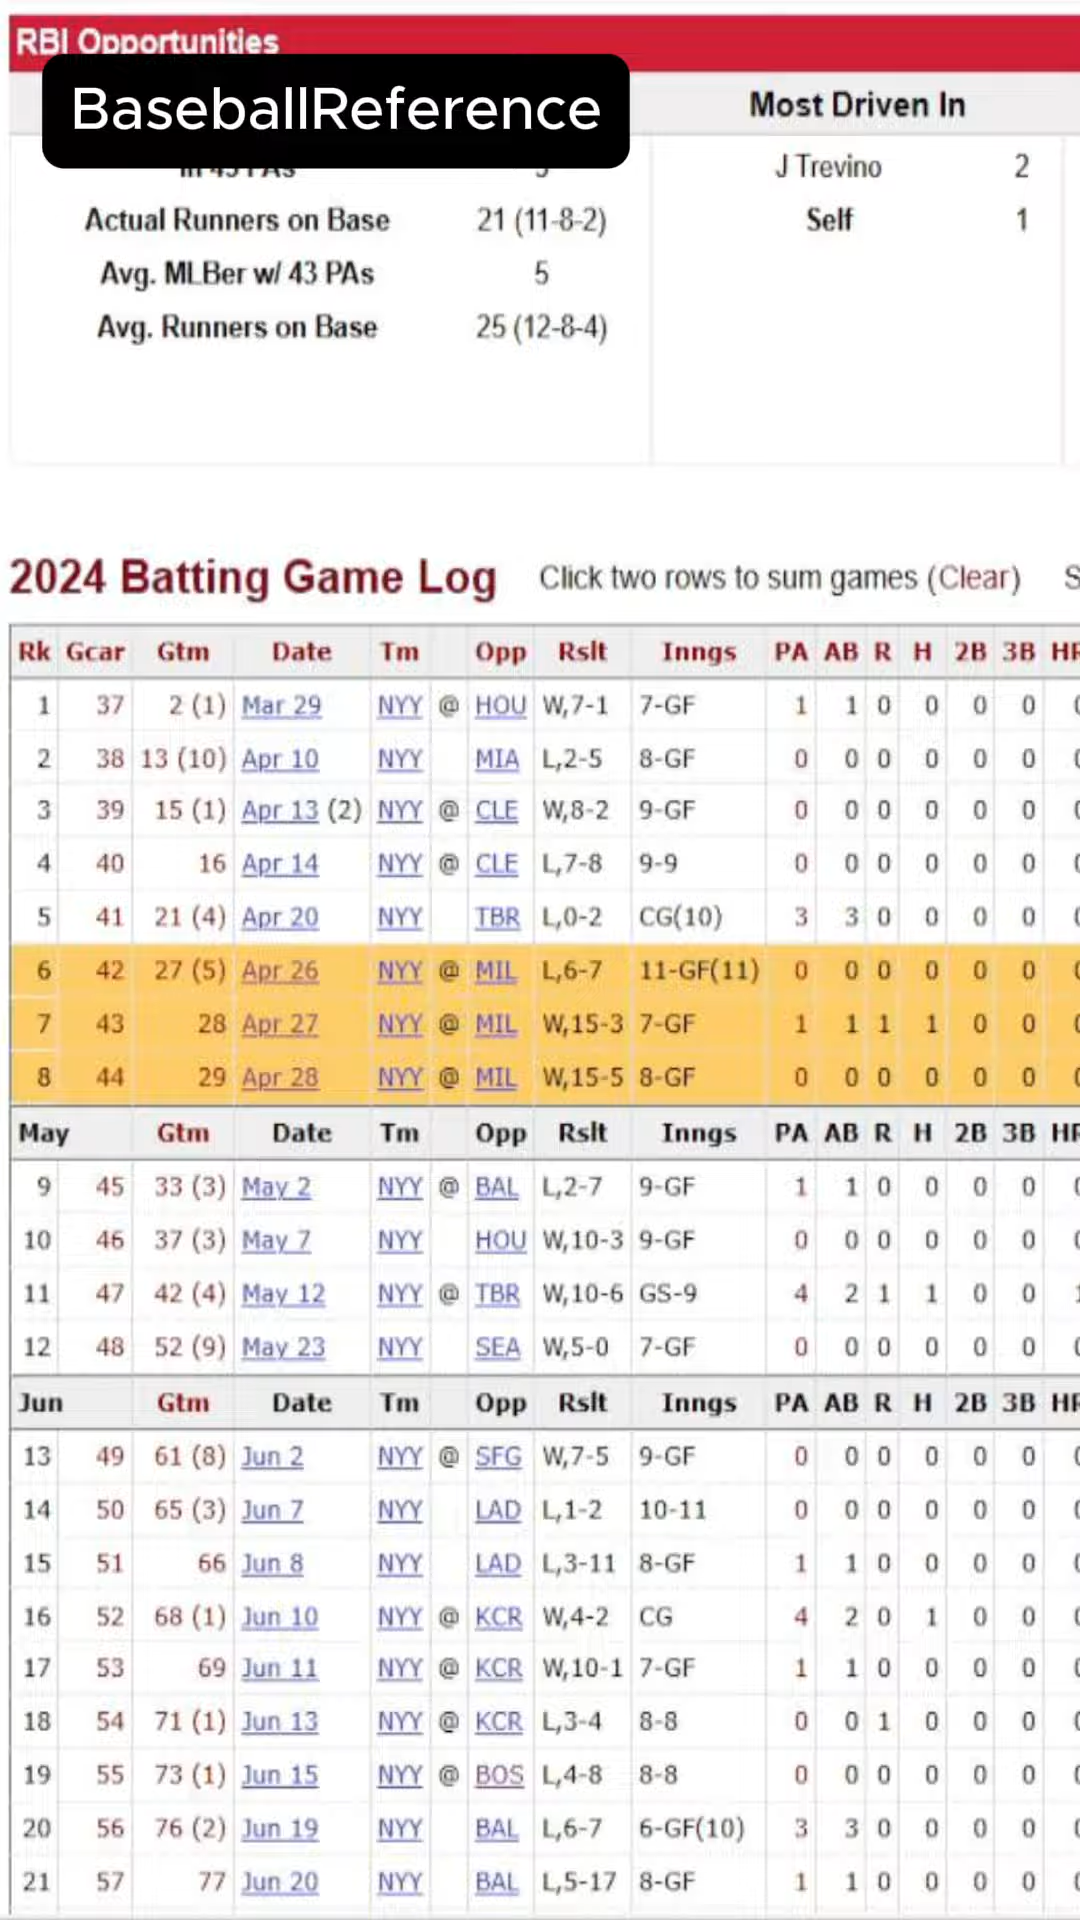 RBI Opportunities
BaseballReference
Most Driven In
In 43 PAs
J Trevino 2
Actual Runners on Base 21 (11-8-2) Self 1
Avg. MLBer w/ 43 PAs 5
Avg. Runners on Base 25 (12-8-4)
2024 Batting Game Log Click two rows to sum games (Clear) S
Rk Gcar Gtm Date Tm Opp Rslt Inngs PA AB R H 2B 3B HR
1 37 2 (1) Mar 29 NYY @ HOU W,7-1 7-GF 1 1 0 0 0 0
2 38 13 (10) Apr 10 NYY MIA L,2-5 8-GF 0 0 0 0 0 0
3 39 15 (1) Apr 13 (2) NYY @ CLE W,8-2 9-GF 0 0 0 0 0 0
4 40 16 Apr 14 NYY @ CLE L,7-8 9-9 0 0 0 0 0 0
5 41 21 (4) Apr 20 NYY TBR L,0-2 CG(10) 3 3 0 0 0 0
6 42 27 (5) Apr 26 NYY @ MIL L,6-7 11-GF(11) 0 0 0 0 0 0
7 43 28 Apr 27 NYY @ MIL W,15-3 7-GF 1 1 1 1 0 0
8 44 29 Apr 28 NYY @ MIL W,15-5 8-GF 0 0 0 0 0 0
May Gtm Date Tm Opp Rslt Inngs PA AB R H 2B 3B HR
9 45 33 (3) May 2 NYY @ BAL L,2-7 9-GF 1 1 0 0 0 0
10 46 37 (3) May 7 NYY HOU W,10-3 9-GF 0 0 0 0 0 0
11 47 42 (4) May 12 NYY @ TBR W,10-6 GS-9 4 2 1 1 0 0 1
12 48 52 (9) May 23 NYY SEA W,5-0 7-GF 0 0 0 0 0 0
Jun Gtm Date Tm Opp Rslt Inngs PA AB R H 2B 3B HR
13 49 61 (8) Jun 2 NYY @ SFG W,7-5 9-GF 0 0 0 0 0 0
14 50 65 (3) Jun 7 NYY LAD L,1-2 10-11 0 0 0 0 0 0
15 51 66 Jun 8 NYY LAD L,3-11 8-GF 1 1 0 0 0 0
16 52 68 (1) Jun 10 NYY @ KCR W,4-2 CG 4 2 0 1 0 0
17 53 69 Jun 11 NYY @ KCR W,10-1 7-GF 1 1 0 0 0 0
18 54 71 (1) Jun 13 NYY @ KCR L,3-4 8-8 0 0 1 0 0 0
19 55 73 (1) Jun 15 NYY @ BOS L,4-8 8-8 0 0 0 0 0 0
20 56 76 (2) Jun 19 NYY BAL L,6-7 6-GF(10) 3 3 0 0 0 0
21 57 77 Jun 20 NYY BAL L,5-17 8-GF 1 1 0 0 0 0